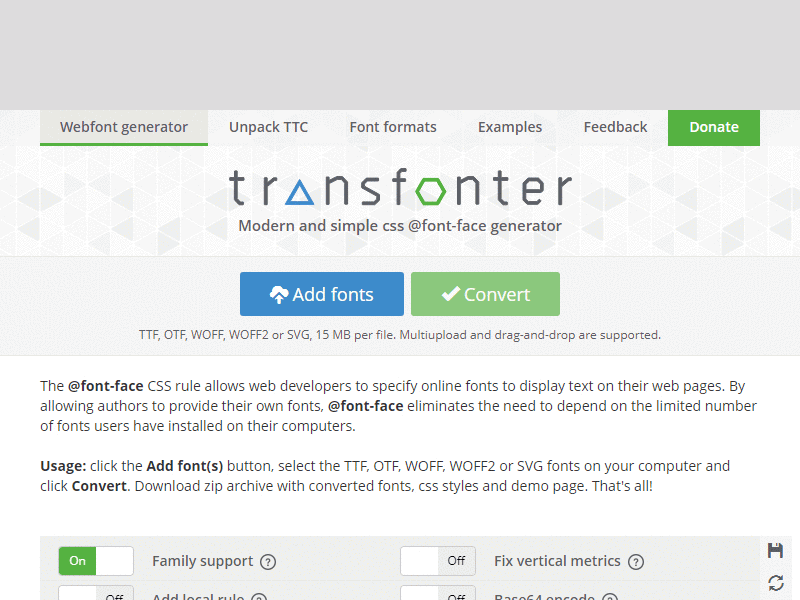 Webfont generator Unpack TTC Font formats Examples Feedback Donate
transfonter
Modern and simple css @font-face generator
Add fonts Convert
TTF, OTF, WOFF, WOFF2 or SVG, 15 MB per file. Multiupload and drag-and-drop are supported.
The @font-face CSS rule allows web developers to specify online fonts to display text on their web pages. By
allowing authors to provide their own fonts, @font-face eliminates the need to depend on the limited number
of fonts users have installed on their computers.
Usage: click the Add font(s) button, select the TTF, OTF, WOFF, WOFF2 or SVG fonts on your computer and
click Convert. Download zip archive with converted fonts, css styles and demo page. That's all!
On Family support ? Off Fix vertical metrics ?
Off Add local rule ? Off Base64 encode ?